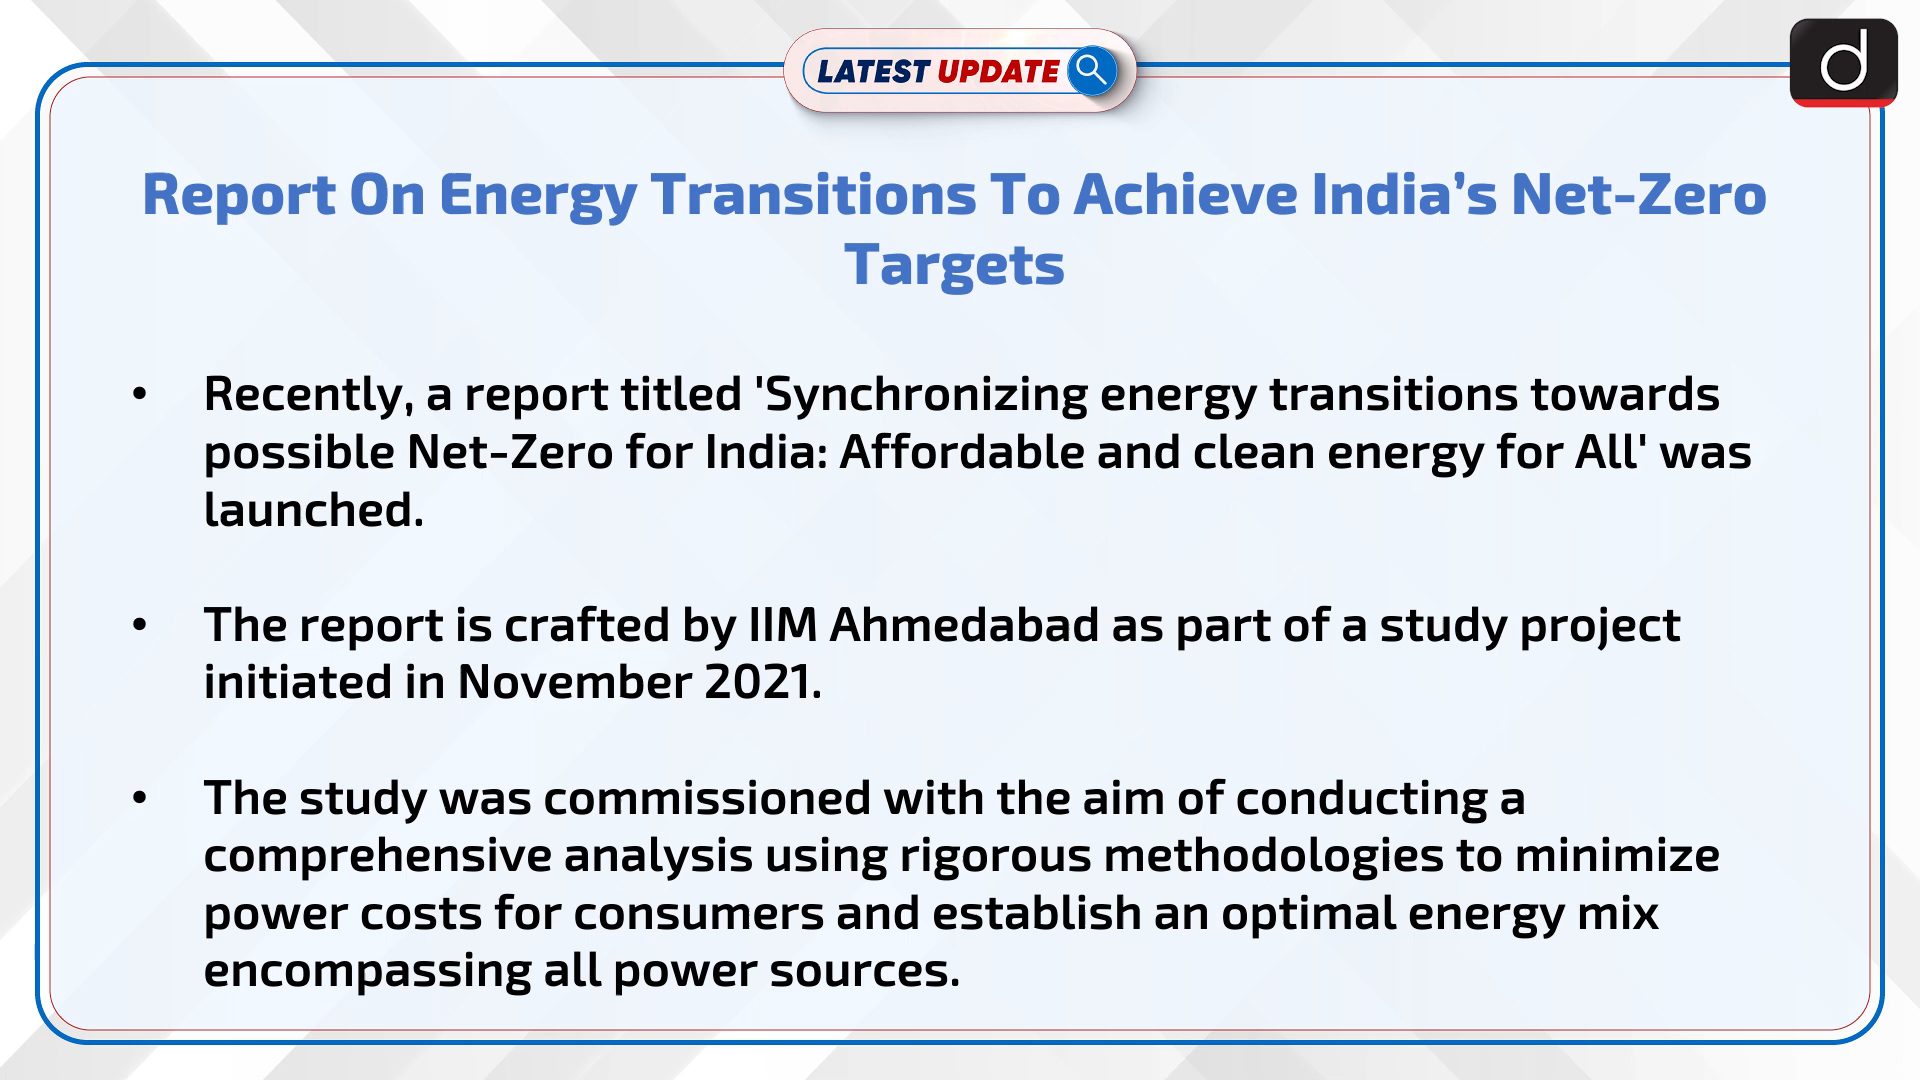 LATEST UPDATE
d
Report On Energy Transitions To Achieve India’s Net-Zero
Targets
• Recently, a report titled 'Synchronizing energy transitions towards
possible Net-Zero for India: Affordable and clean energy for All' was
launched.
• The report is crafted by IIM Ahmedabad as part of a study project
initiated in November 2021.
• The study was commissioned with the aim of conducting a
comprehensive analysis using rigorous methodologies to minimize
power costs for consumers and establish an optimal energy mix
encompassing all power sources.